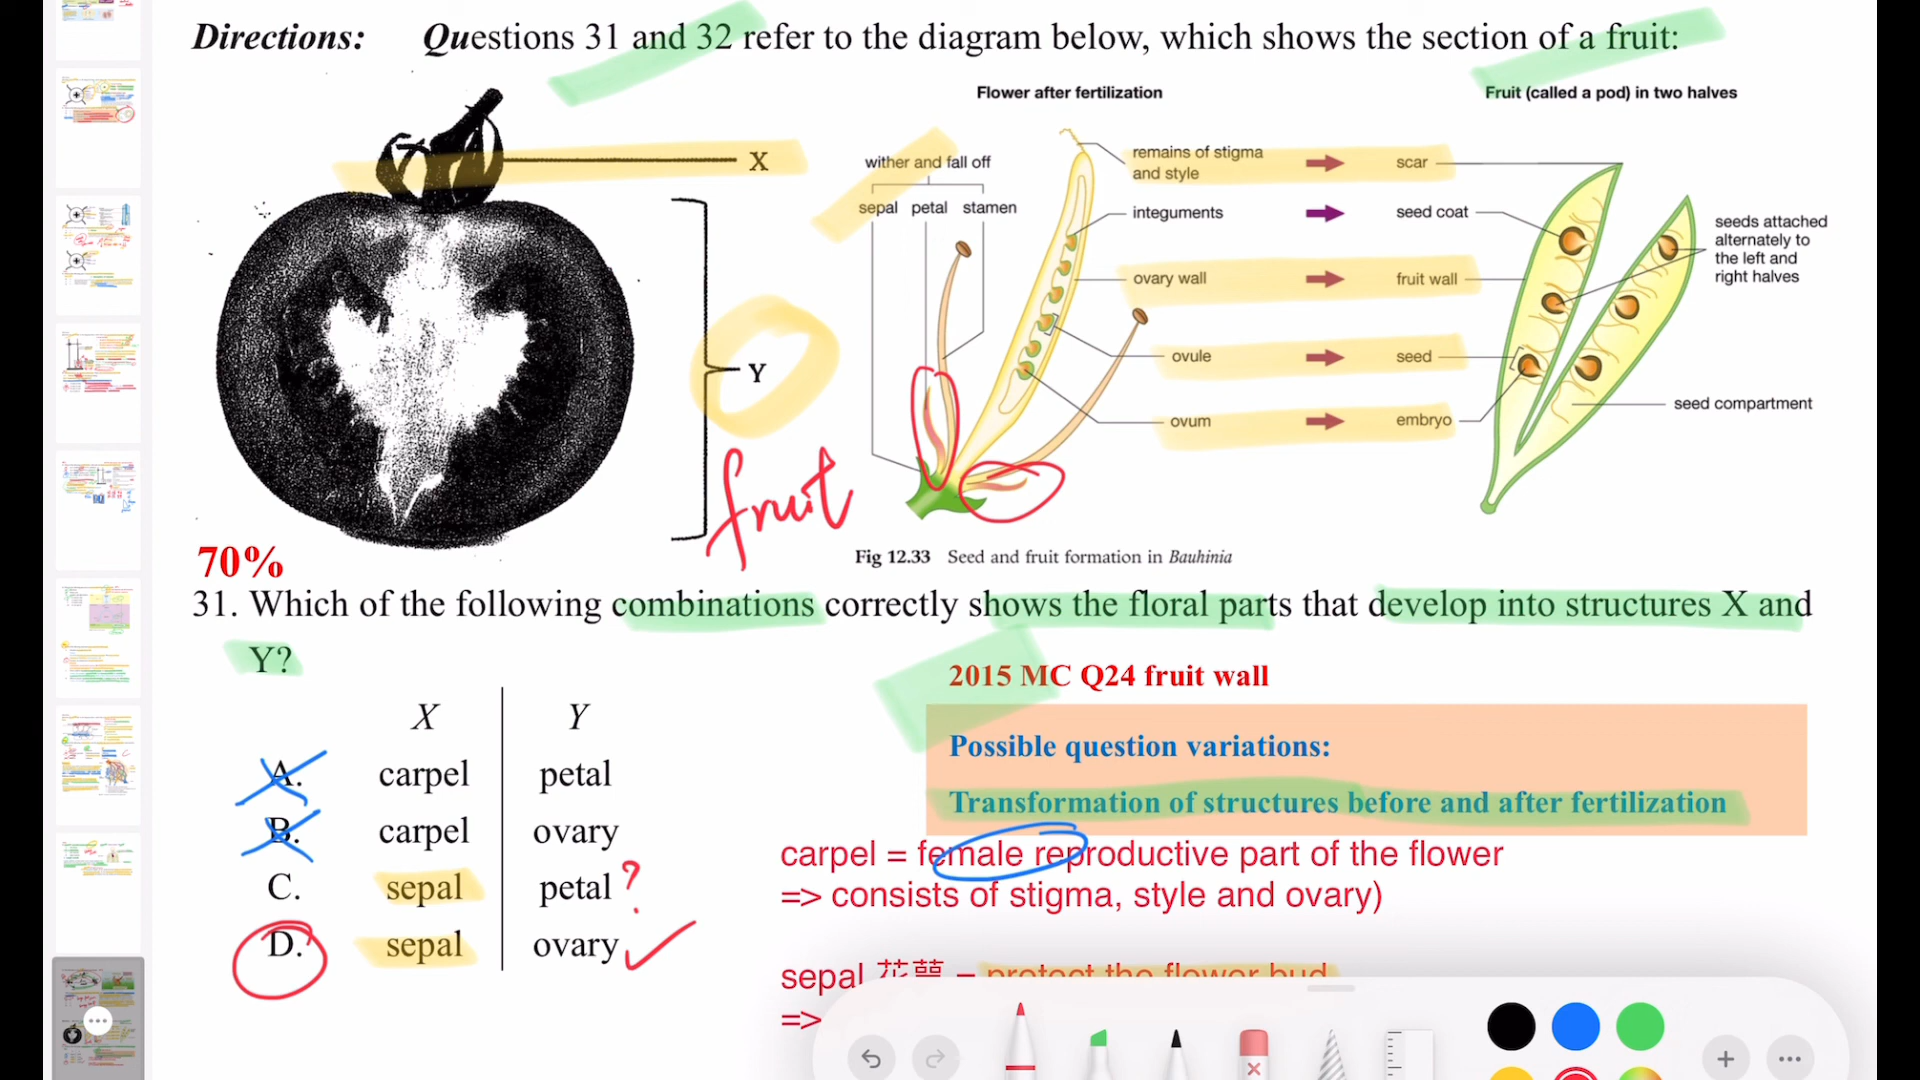 Directions: Questions 31 and 32 refer to the diagram below, which shows the section of a fruit:
Flower after fertilization
Fruit (called a pod) in two halves
X
wither and fall off
sepal petal stamen
remains of stigma
and style
scar
integuments
seed coat
seeds attached
alternately to
the left and
right halves
ovary wall
fruit wall
Y
ovule
seed
ovum
embryo
seed compartment
fruit
Fig 12.33 Seed and fruit formation in Bauhinia
70%
31. Which of the following combinations correctly shows the floral parts that develop into structures X and
Y?
2015 MC Q24 fruit wall
X Y
Possible question variations:
A. carpel petal
Transformation of structures before and after fertilization
B. carpel ovary
carpel = female reproductive part of the flower
C. sepal petal ?
=> consists of stigma, style and ovary)
D. sepal ovary
sepal 花萼 = protect the flower bud
=>